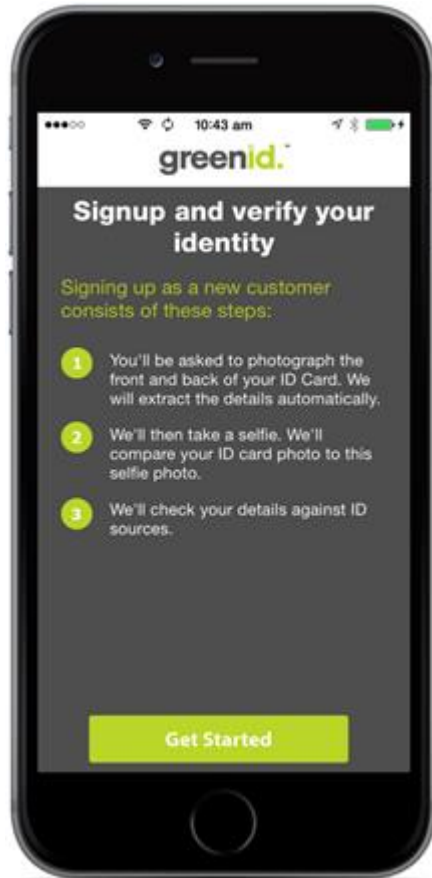 10:43 am
greenid.™
Signup and verify your
identity
Signing up as a new customer
consists of these steps:
1 You'll be asked to photograph the
front and back of your ID Card. We
will extract the details automatically.
2 We'll then take a selfie. We'll
compare your ID card photo to this
selfie photo.
3 We'll check your details against ID
sources.
Get Started